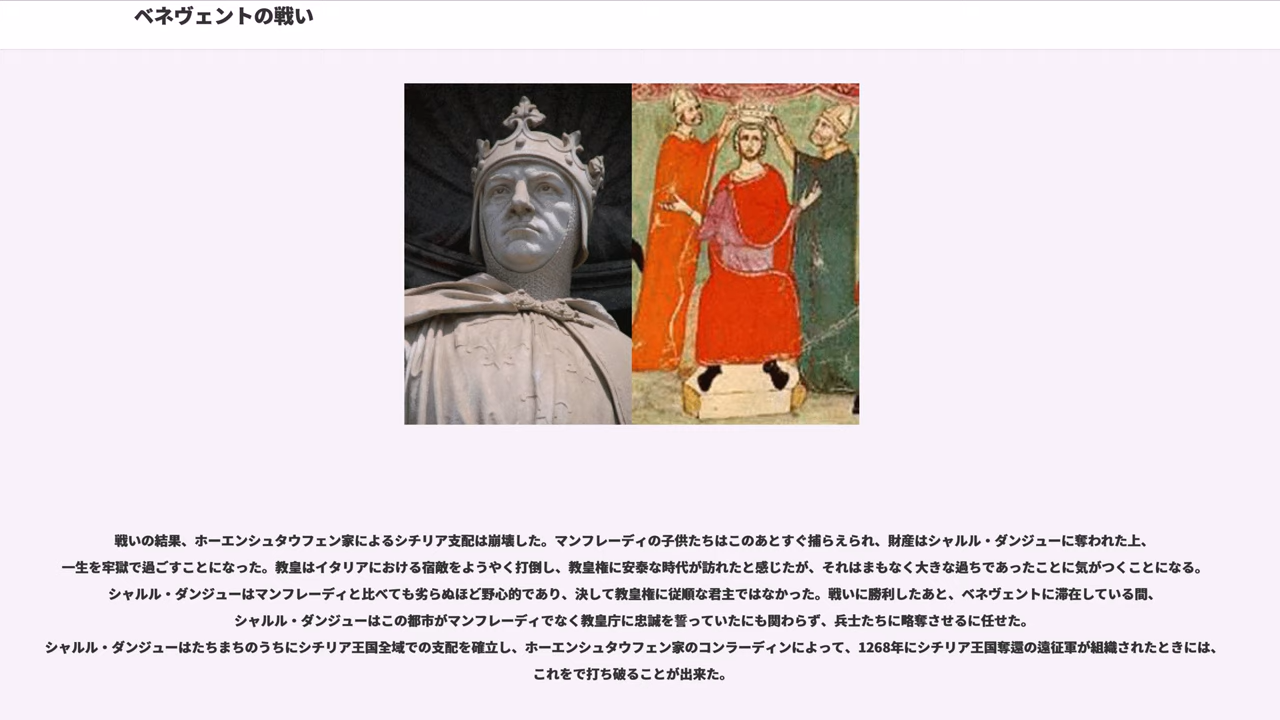 ベネヴェントの戦い
戦いの結果、ホーエンシュタウフェン家によるシチリア支配は崩壊した。マンフレーディの子供たちはこのあとすぐ捕らえられ、財産はシャルル・ダンジューに奪われた上、
一生を牢獄で過ごすことになった。教皇はイタリアにおける宿敵をようやく打倒し、教皇権に安泰な時代が訪れたと感じたが、それはまもなく大きな過ちであったことに気がつくことになる。
シャルル・ダンジューはマンフレーディと比べても劣らぬほど野心的であり、決して教皇権に従順な君主ではなかった。戦いに勝利したあと、ベネヴェントに滞在している間、
シャルル・ダンジューはこの都市がマンフレーディでなく教皇庁に忠誠を誓っていたにも関わらず、兵士たちに略奪させるに任せた。
シャルル・ダンジューはたちまちのうちにシチリア王国全域での支配を確立し、ホーエンシュタウフェン家のコンラーディンによって、1268年にシチリア王国奪還の遠征軍が組織されたときには、
これをで打ち破ることが出来た。